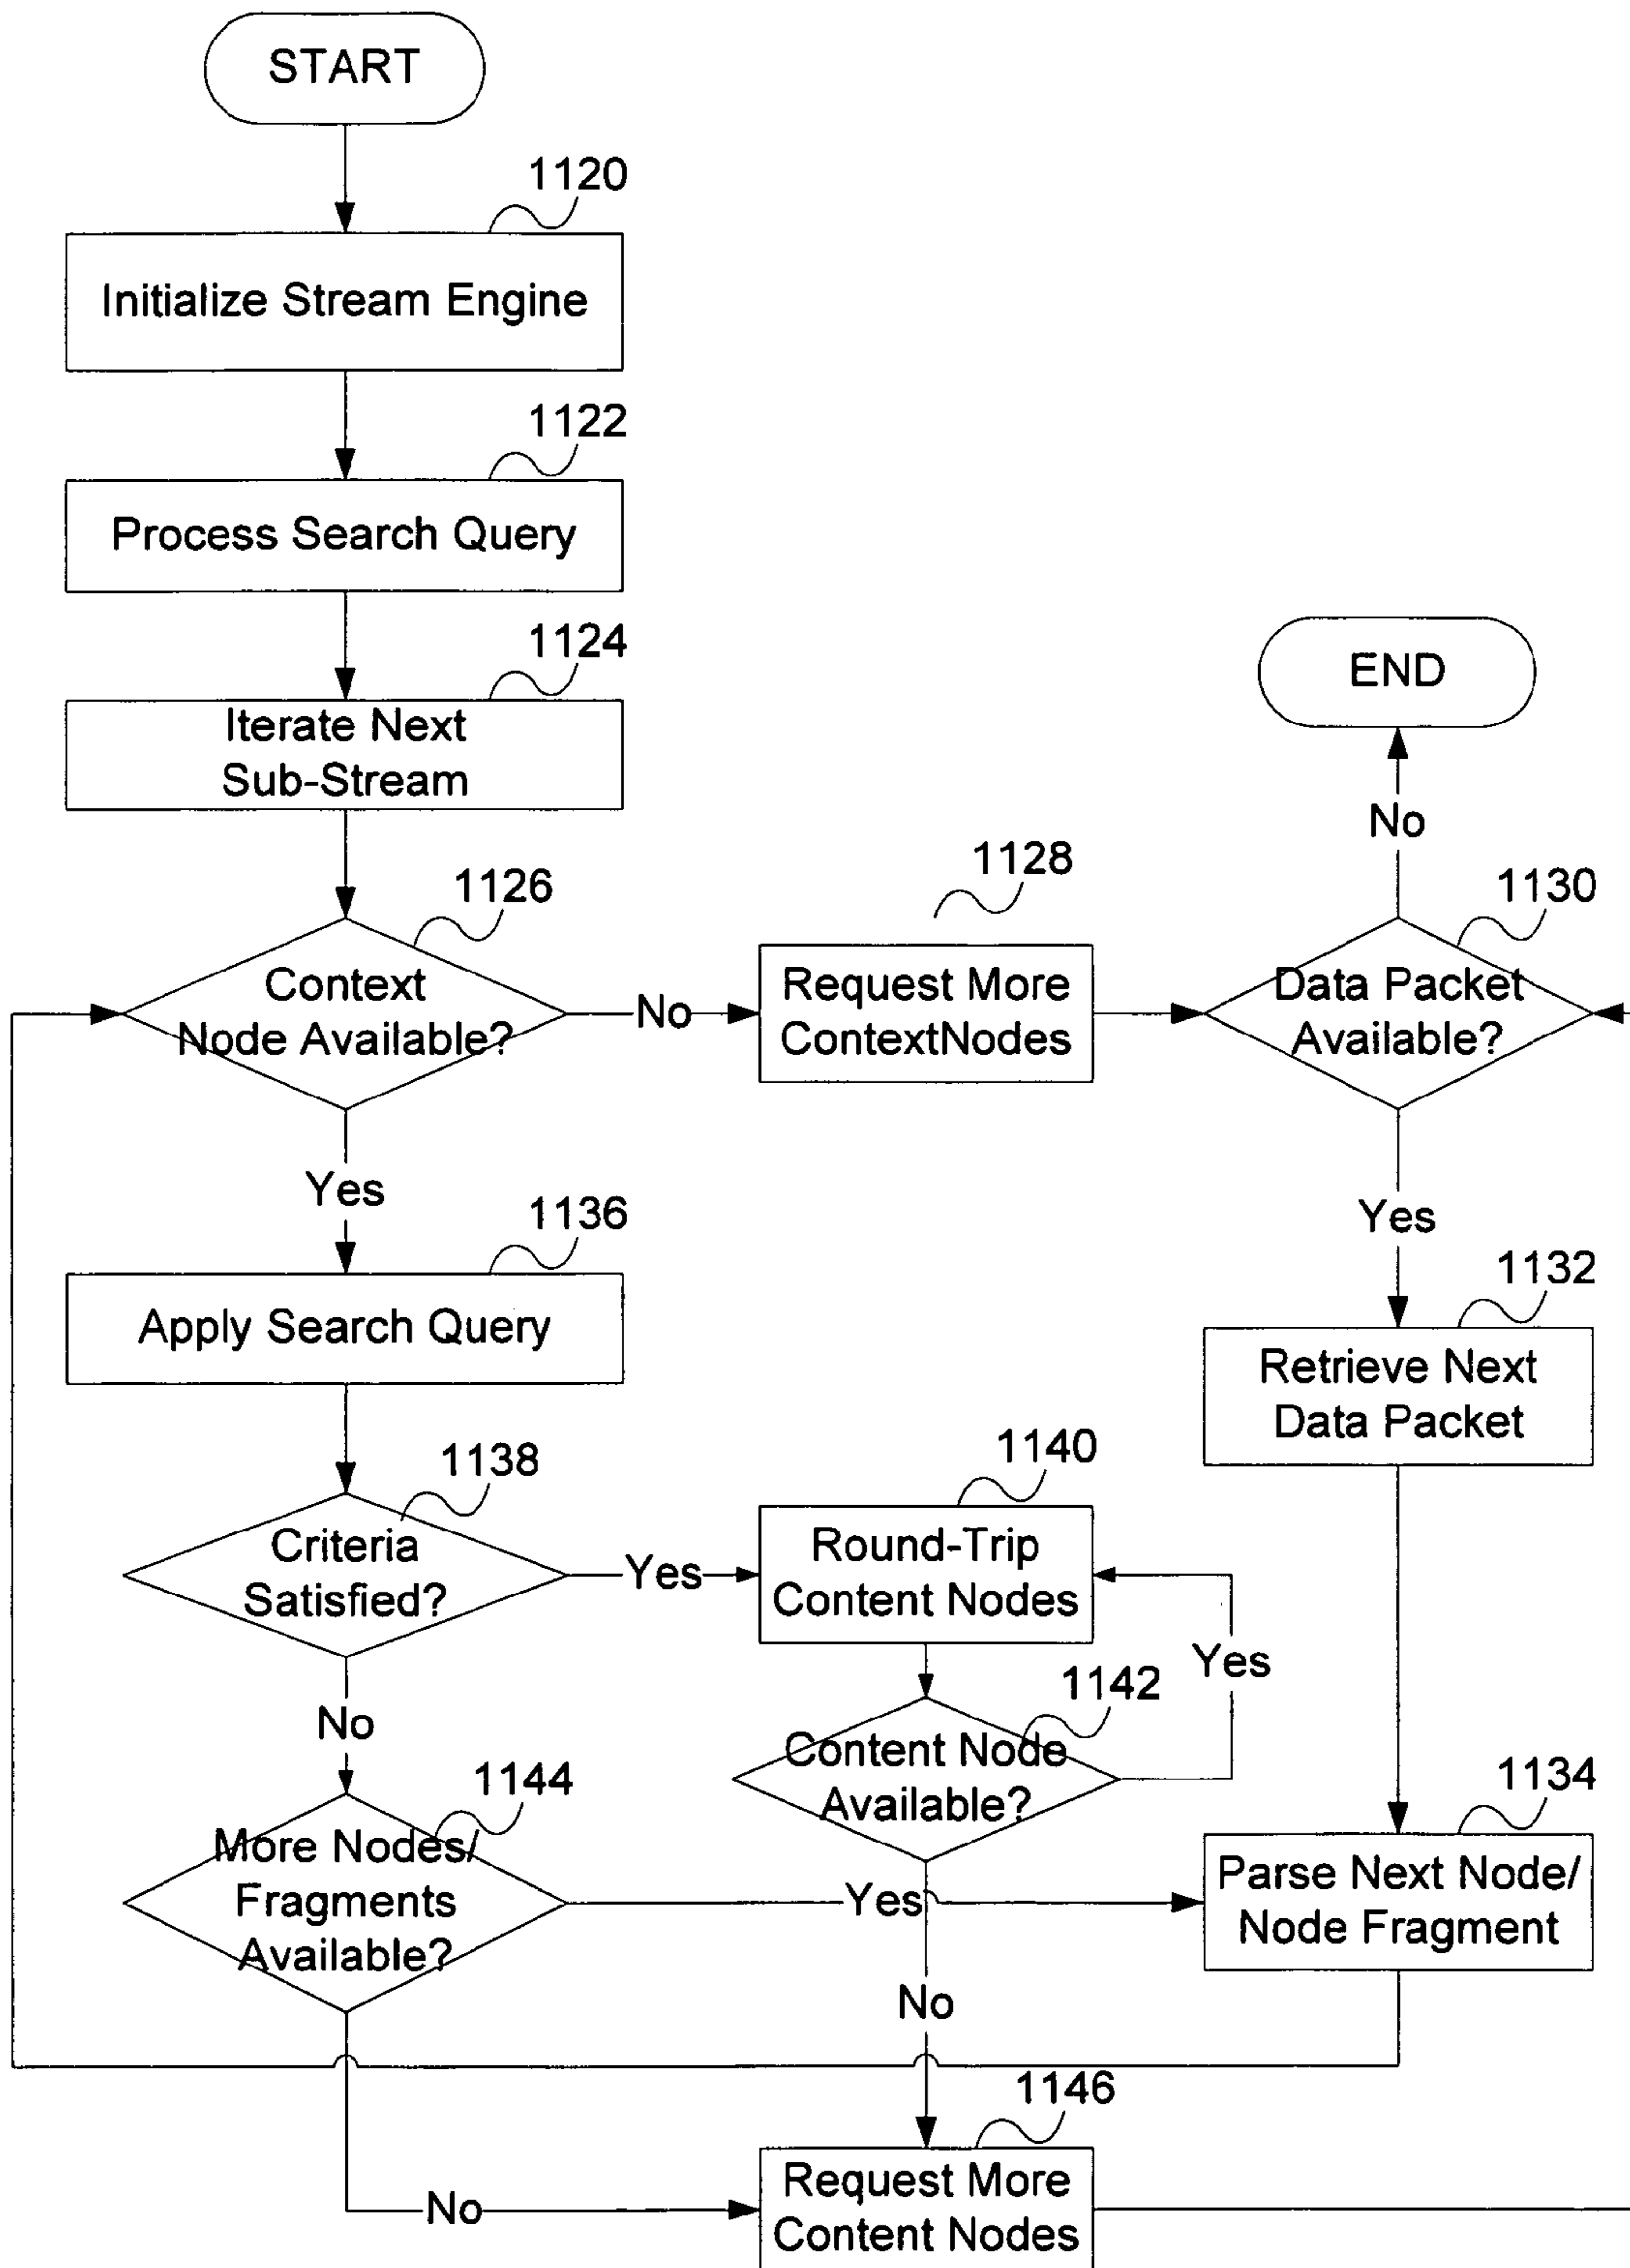 START
1120
Initialize Stream Engine
1122
Process Search Query
1124
Iterate Next
Sub-Stream
END
No
1126
Context
Node Available?
No
1128
Request More
ContextNodes
1130
Data Packet
Available?
Yes
Yes
1136
Apply Search Query
1132
Retrieve Next
Data Packet
1138
Criteria
Satisfied?
Yes
1140
Round-Trip
Content Nodes
Yes
No
1142
Content Node
Available?
1144
More Nodes/
Fragments
Available?
Yes
1134
Parse Next Node/
Node Fragment
No
1146
No
Request More
Content Nodes